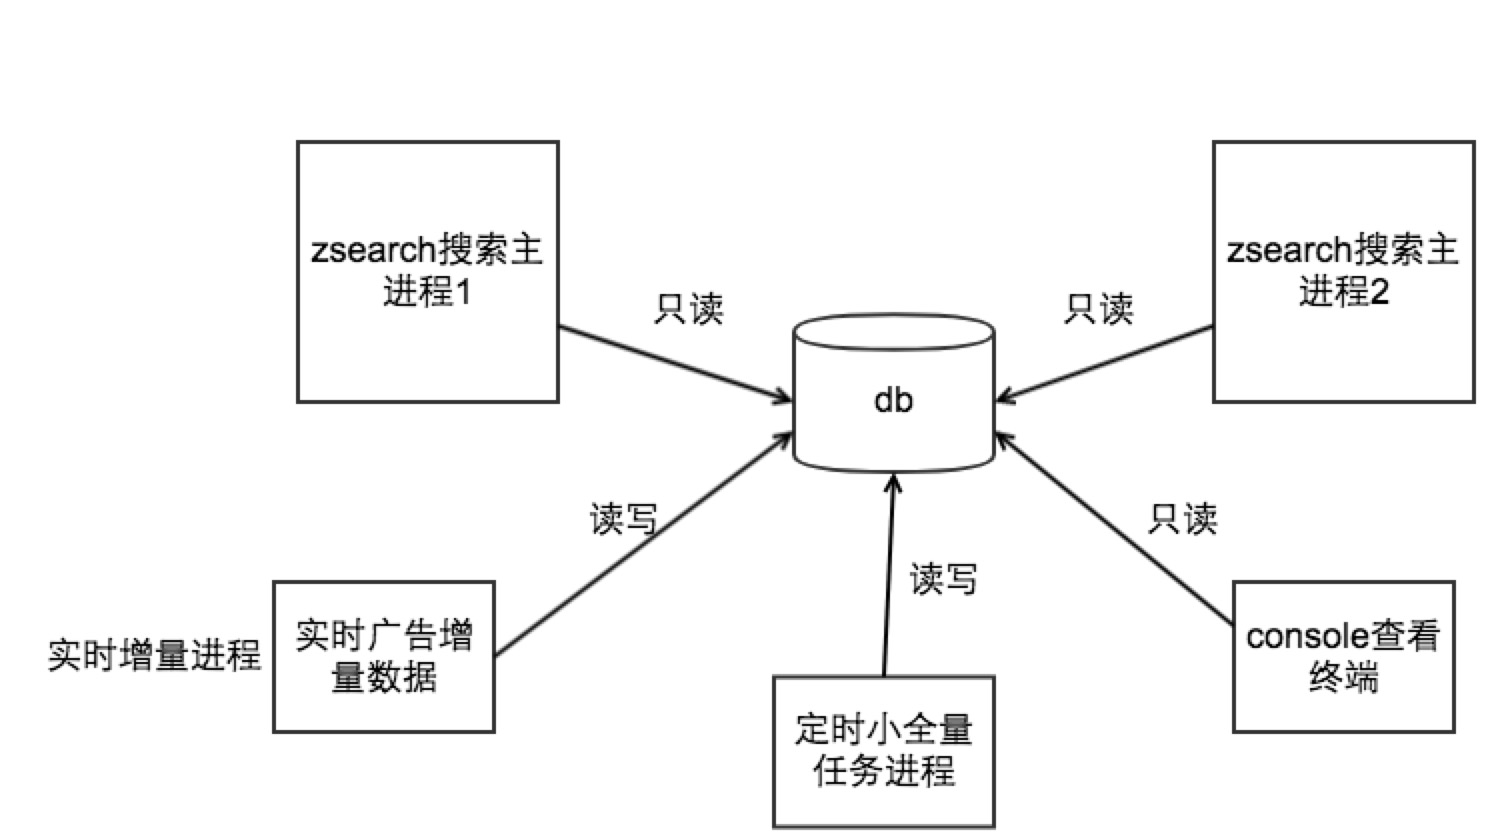 zsearch搜索主
进程1
zsearch搜索主
进程2
只读
只读
db
读写
只读
读写
实时增量进程
实时广告增
量数据
console查看
终端
定时小全量
任务进程